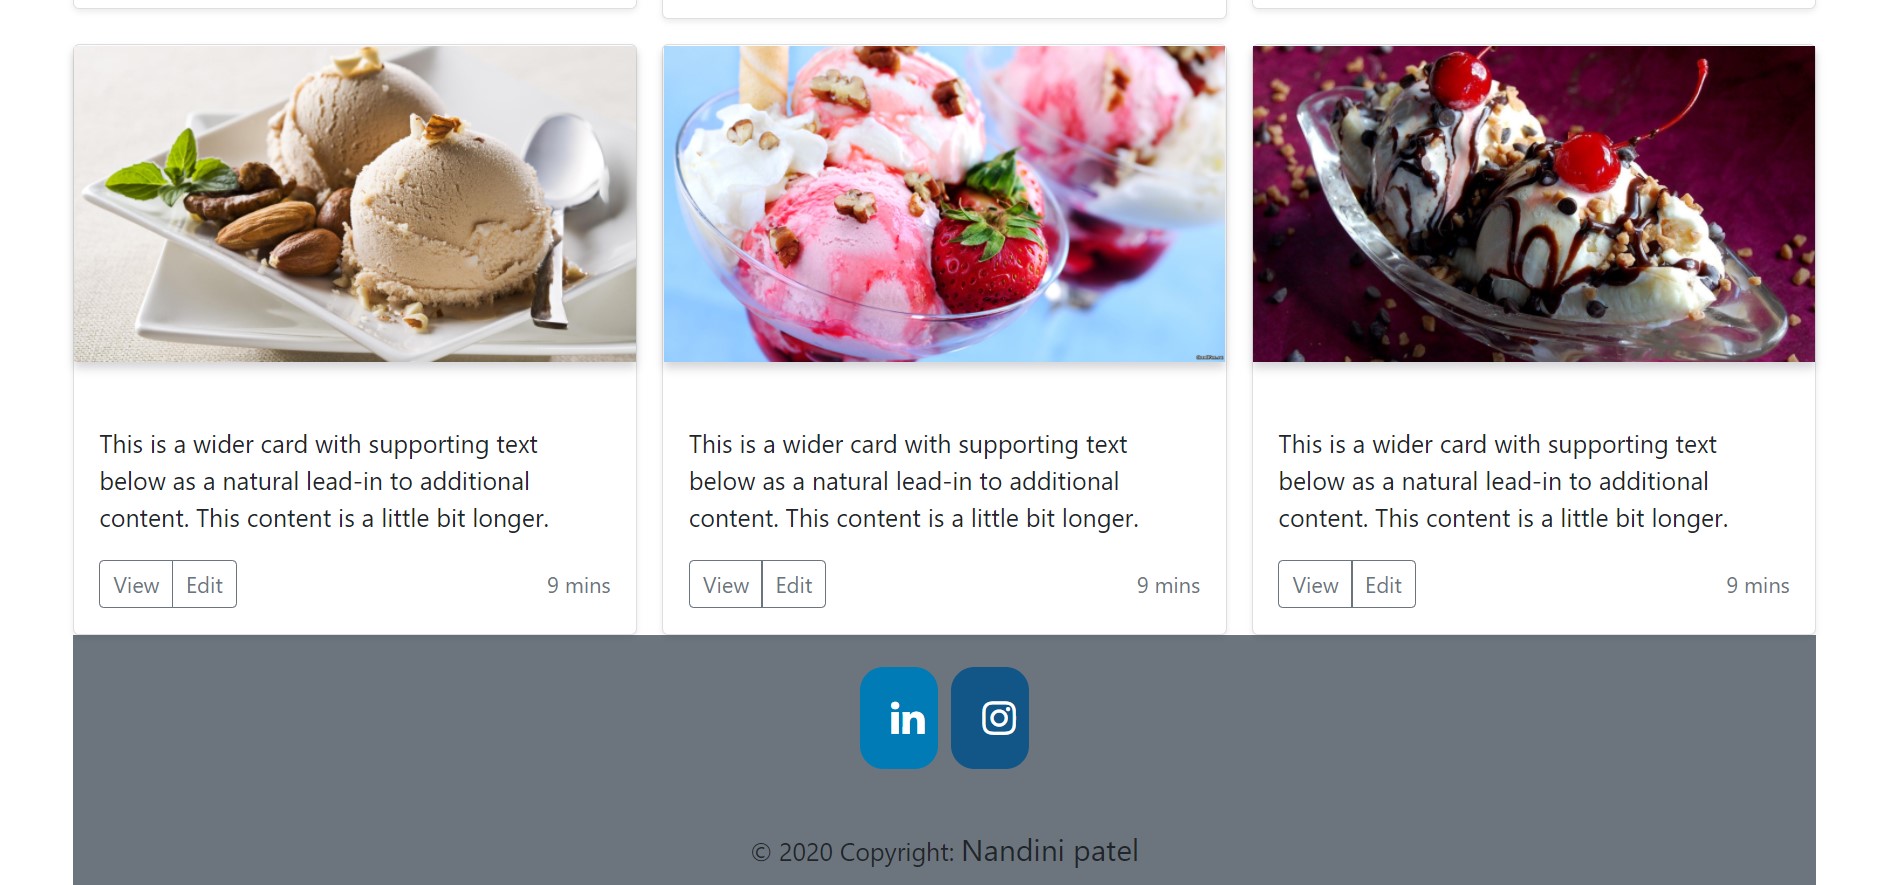 This is a wider card with supporting text
below as a natural lead-in to additional
content. This content is a little bit longer.
View Edit 9 mins
This is a wider card with supporting text
below as a natural lead-in to additional
content. This content is a little bit longer.
View Edit 9 mins
This is a wider card with supporting text
below as a natural lead-in to additional
content. This content is a little bit longer.
View Edit 9 mins
in
© 2020 Copyright: Nandini patel